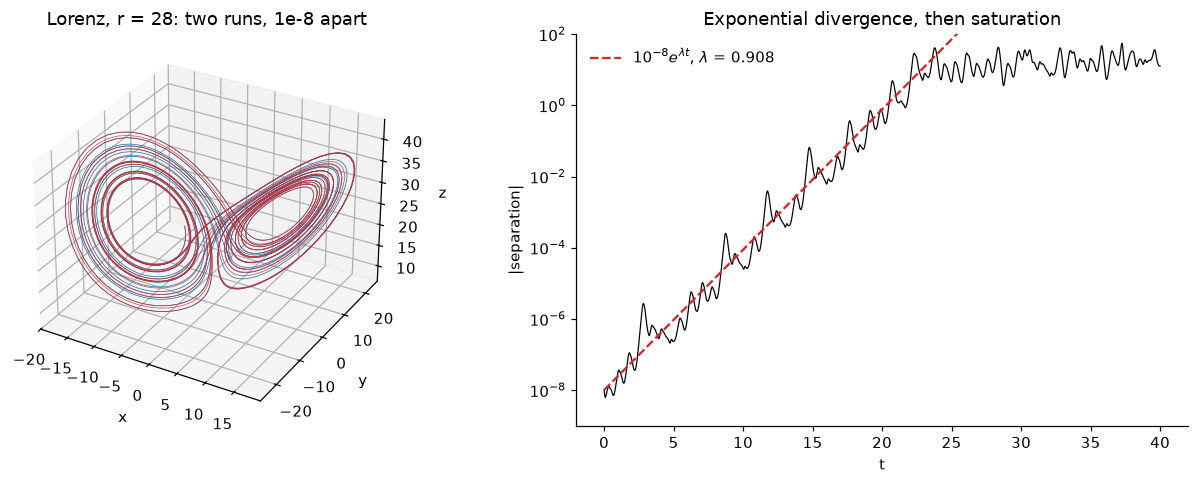 Lorenz, r = 28: two runs, 1e-8 apart
40
35
30
25
20
15
10
z
20
10
0
−10
−20
y
−20
−15
−10
−5
0
5
10
15
x
Exponential divergence, then saturation
10⁻⁸e^{λt}, λ = 0.908
10²
10⁰
10⁻²
10⁻⁴
10⁻⁶
10⁻⁸
|separation|
0 5 10 15 20 25 30 35 40
t